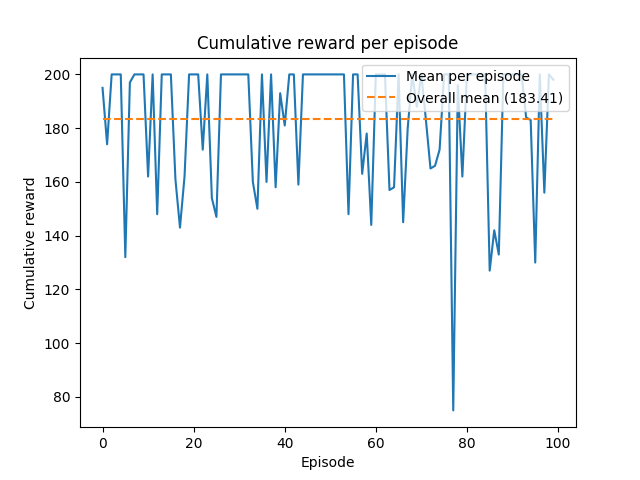 Cumulative reward per episode
Mean per episode
Overall mean (183.41)
200
180
160
140
120
100
80
Cumulative reward
0
20
40
60
80
100
Episode